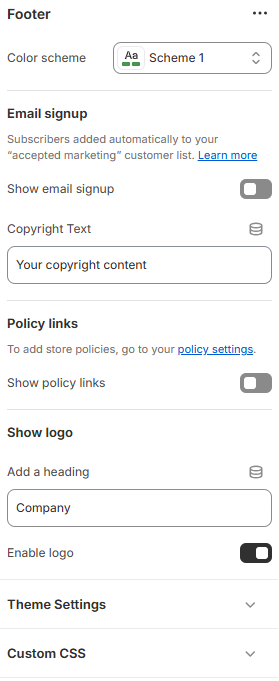 Footer
Color scheme
Aa
Scheme 1
Email signup
Subscribers added automatically to your
“accepted marketing” customer list. Learn more
Show email signup
Copyright Text
Your copyright content
Policy links
To add store policies, go to your policy settings.
Show policy links
Show logo
Add a heading
Company
Enable logo
Theme Settings
Custom CSS